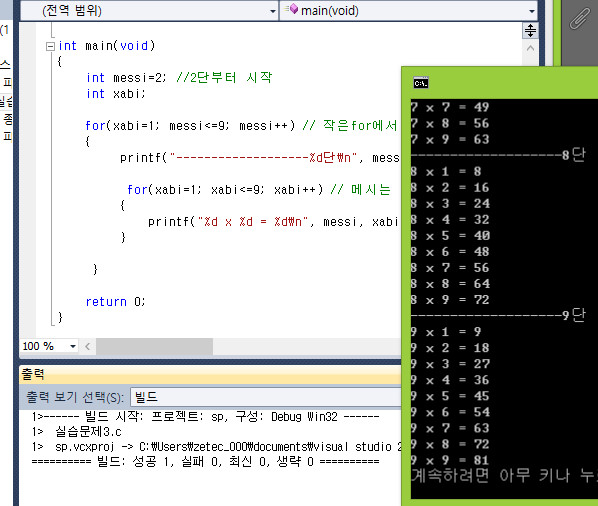 (전역 범위)
main(void)
int main(void)
{
int messi=2; //2단부터 시작
int xabi;
for(xabi=1; messi<=9; messi++) // 작은for에서
{
printf("-------------------%d단\n", mess
for(xabi=1; xabi<=9; xabi++) // 메시는
{
printf("%d x %d = %d\n", messi, xabi
}
}
return 0;
}
100 %
출력
출력 보기 선택(S):
빌드
1>------ 빌드 시작: 프로젝트: sp, 구성: Debug Win32 ------
1>  실습문제3.c
1>  sp.vcxproj -> C:\Users\zetec_000\documents\visual studio 2
========== 빌드: 성공 1, 실패 0, 최신 0, 생략 0 ==========
C:\.
7 x 7 = 49
7 x 8 = 56
7 x 9 = 63
-------------------8단
8 x 1 = 8
8 x 2 = 16
8 x 3 = 24
8 x 4 = 32
8 x 5 = 40
8 x 6 = 48
8 x 7 = 56
8 x 8 = 64
8 x 9 = 72
-------------------9단
9 x 1 = 9
9 x 2 = 18
9 x 3 = 27
9 x 4 = 36
9 x 5 = 45
9 x 6 = 54
9 x 7 = 63
9 x 8 = 72
9 x 9 = 81
계속하려면 아무 키나 누